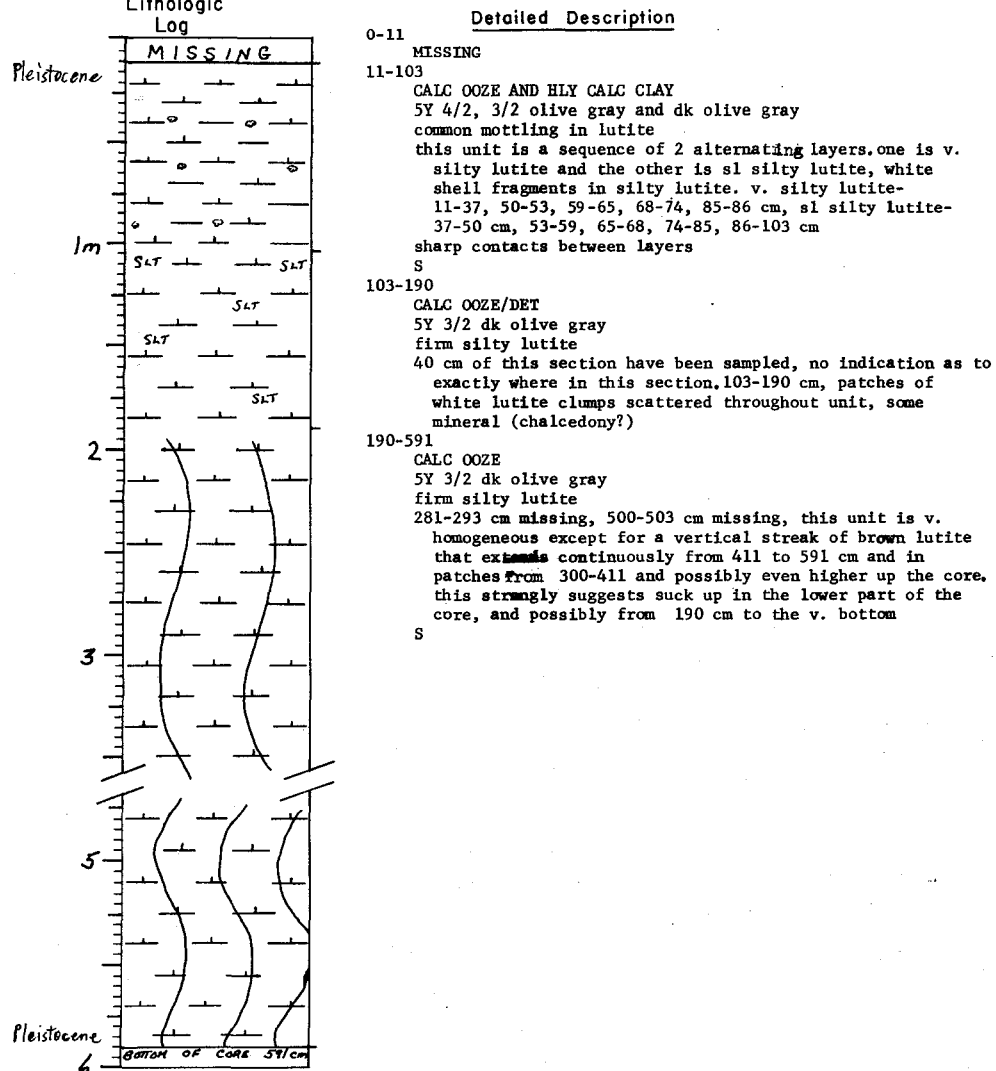 Lithologic
Log
MISSING
Pleistocene
1m
SLT SLT
SLT
SLT
SLT
2
3
5
Pleistocene
BOTTOM OF CORE 591cm
6
Detailed Description
0-11
MISSING
11-103
CALC OOZE AND HLY CALC CLAY
5Y 4/2, 3/2 olive gray and dk olive gray
common mottling in lutite
this unit is a sequence of 2 alternating layers.one is v.
silty lutite and the other is sl silty lutite, white
shell fragments in silty lutite. v. silty lutite-
11-37, 50-53, 59-65, 68-74, 85-86 cm, sl silty lutite-
37-50 cm, 53-59, 65-68, 74-85, 86-103 cm
sharp contacts between layers
S
103-190
CALC OOZE/DET
5Y 3/2 dk olive gray
firm silty lutite
40 cm of this section have been sampled, no indication as to
exactly where in this section.103-190 cm, patches of
white lutite clumps scattered throughout unit, some
mineral (chalcedony?)
190-591
CALC OOZE
5Y 3/2 dk olive gray
firm silty lutite
281-293 cm missing, 500-503 cm missing, this unit is v.
homogeneous except for a vertical streak of brown lutite
that extends continuously from 411 to 591 cm and in
patches from 300-411 and possibly even higher up the core.
this strongly suggests suck up in the lower part of the
core, and possibly from 190 cm to the v. bottom
S